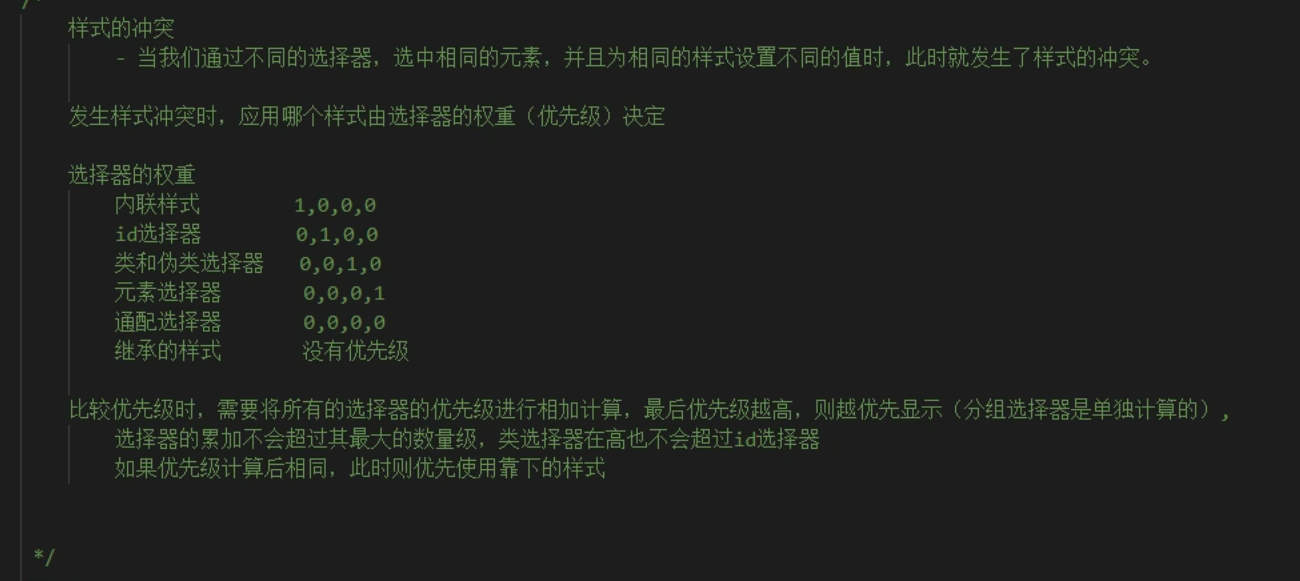 /*
样式的冲突
- 当我们通过不同的选择器，选中相同的元素，并且为相同的样式设置不同的值时，此时就发生了样式的冲突。
发生样式冲突时，应用哪个样式由选择器的权重（优先级）决定
选择器的权重
内联样式 1,0,0,0
id选择器 0,1,0,0
类和伪类选择器 0,0,1,0
元素选择器 0,0,0,1
通配选择器 0,0,0,0
继承的样式 没有优先级
比较优先级时，需要将所有的选择器的优先级进行相加计算，最后优先级越高，则越优先显示（分组选择器是单独计算的）,
选择器的累加不会超过其最大的数量级，类选择器在高也不会超过id选择器
如果优先级计算后相同，此时则优先使用靠下的样式
*/